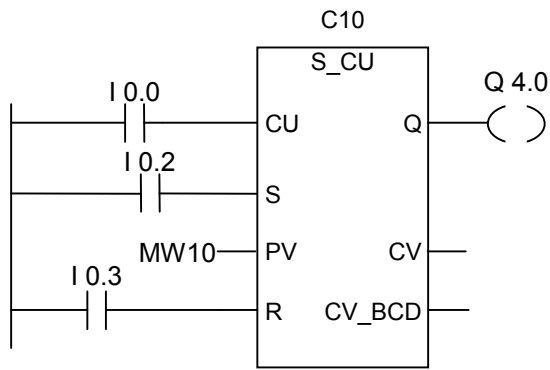 C10
S_CU
I 0.0
Q 4.0
CU
Q
I 0.2
S
MW10
PV
CV
I 0.3
R
CV_BCD